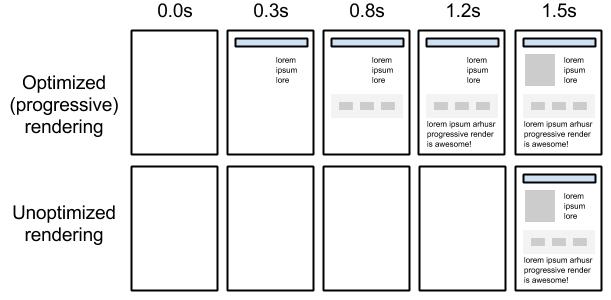 0.0s 0.3s 0.8s 1.2s 1.5s
Optimized
(progressive)
rendering
lorem
ipsum
lore
lorem
ipsum
lore
lorem
ipsum
lore
lorem ipsum arhusr
progressive render
is awesome!
lorem
ipsum
lore
lorem ipsum arhusr
progressive render
is awesome!
Unoptimized
rendering
lorem
ipsum
lore
lorem ipsum arhusr
progressive render
is awesome!